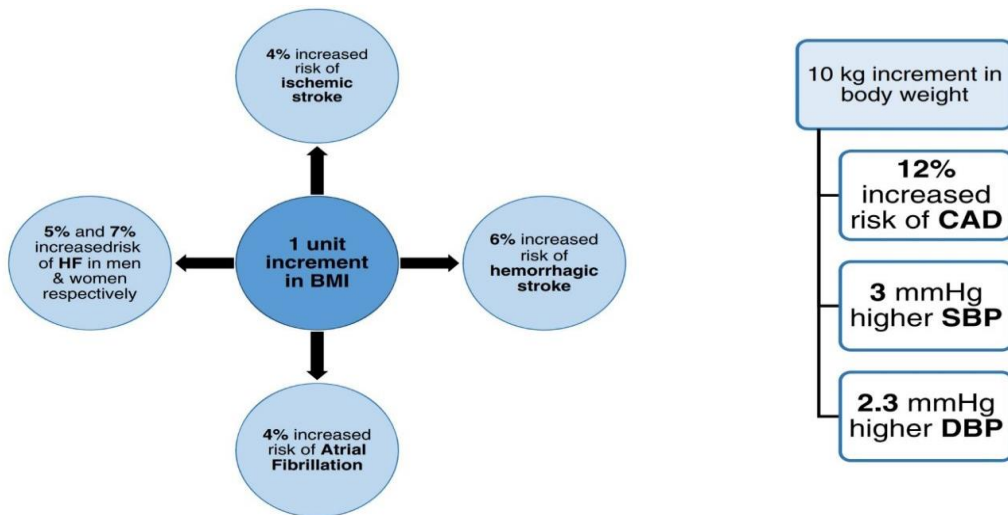 4% increased
risk of
ischemic
stroke
5% and 7%
increasedrisk
of HF in men
& women
respectively
1 unit
increment
in BMI
6% increased
risk of
hemorrhagic
stroke
4% increased
risk of Atrial
Fibrillation
10 kg increment in
body weight
12%
increased
risk of CAD
3 mmHg
higher SBP
2.3 mmHg
higher DBP